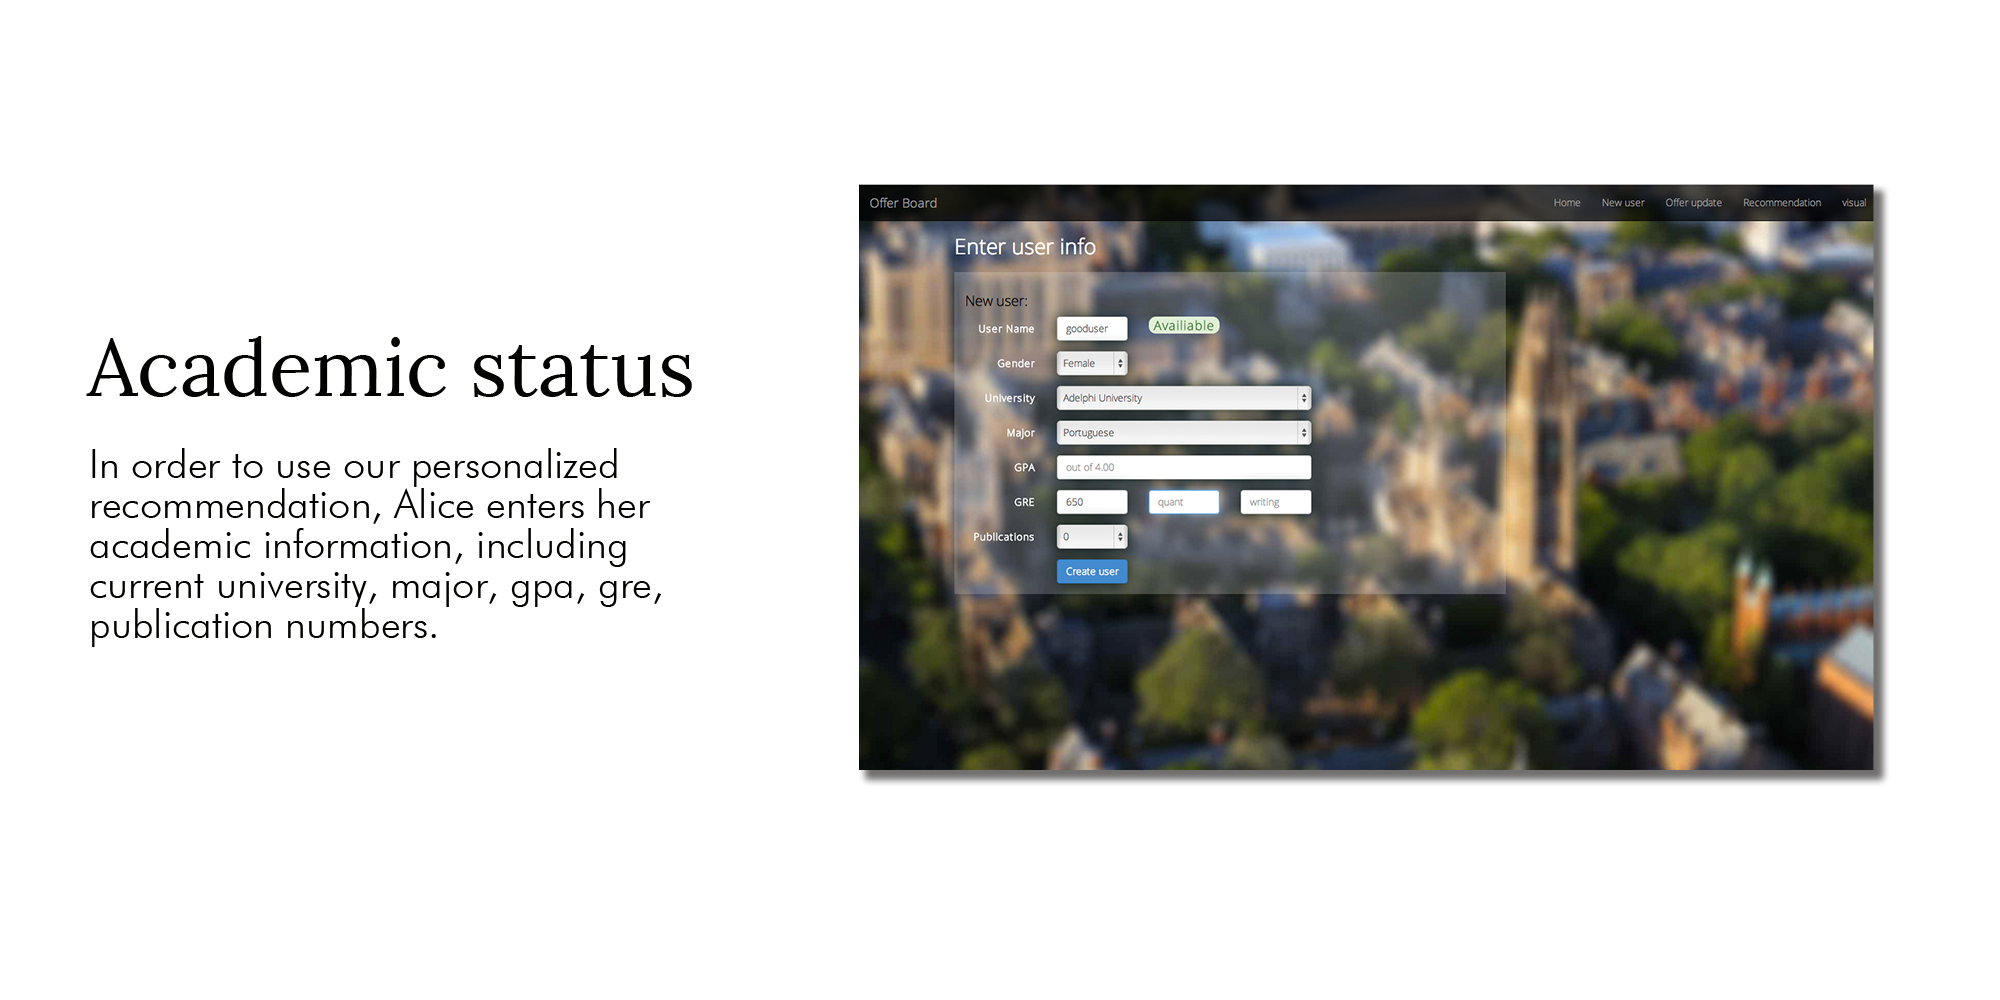 Academic status
In order to use our personalized
recommendation, Alice enters her
academic information, including
current university, major, gpa, gre,
publication numbers.
Offer Board
Home New user Offer update Recommendation visual
Enter user info
New user:
User Name gooduser Availiable
Gender Female
University Adelphi University
Major Portuguese
GPA out of 4.00
GRE 650 quant writing
Publications 0
Create user